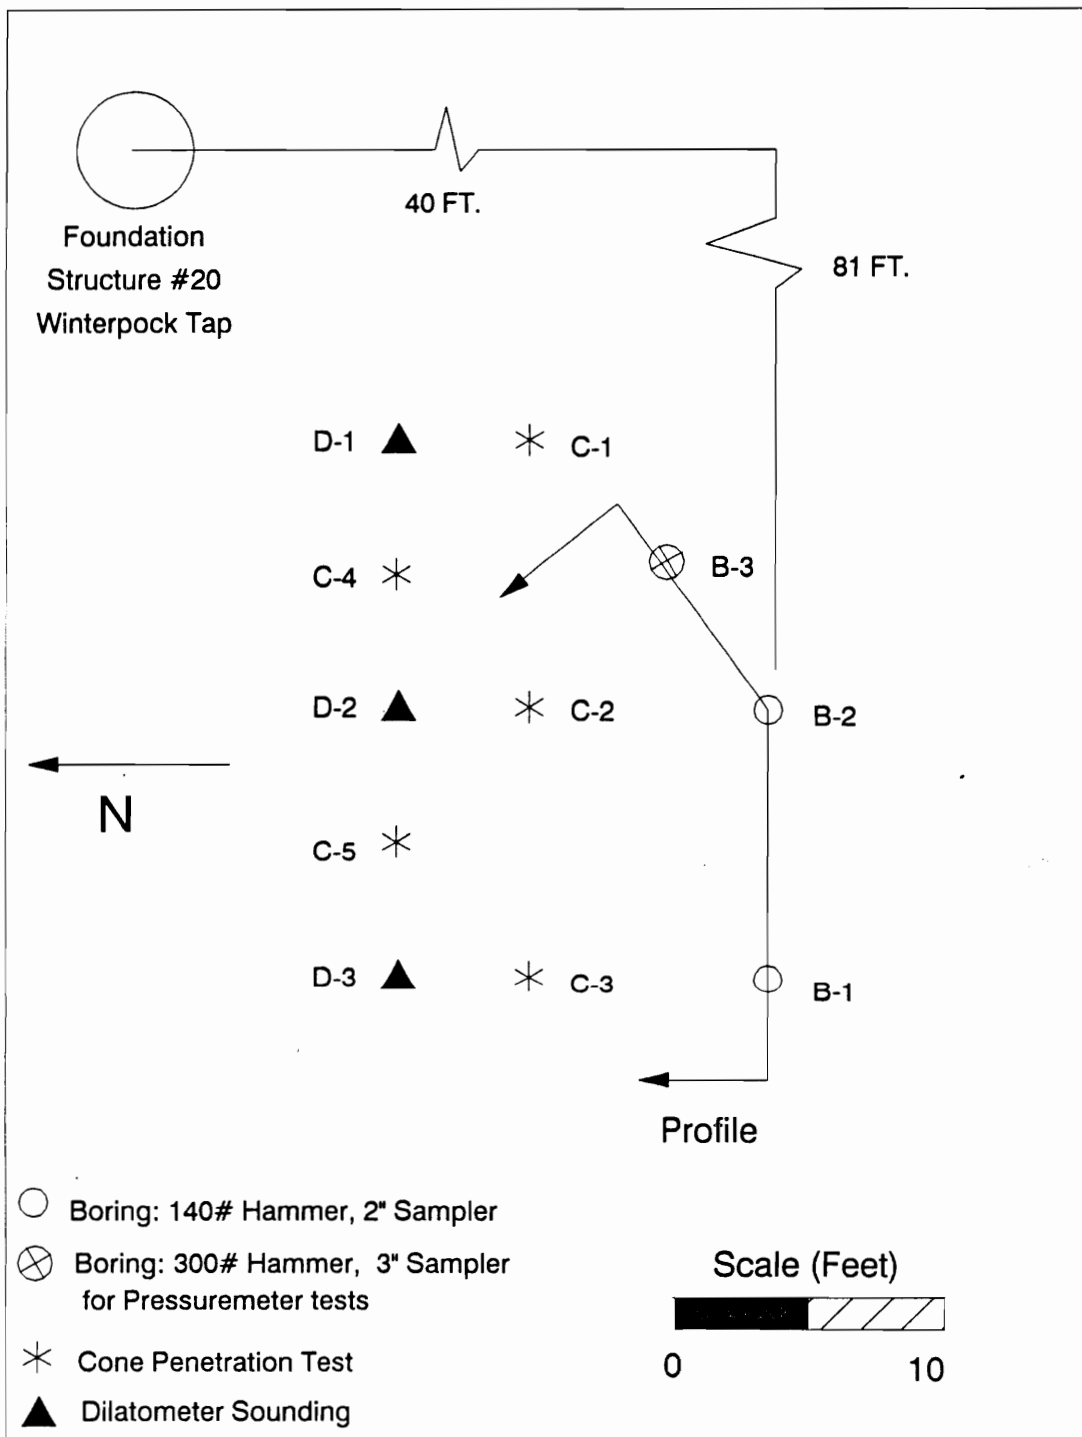 40 FT.
81 FT.
Foundation
Structure #20
Winterpock Tap
D-1
C-1
C-4
B-3
D-2
C-2
B-2
N
C-5
D-3
C-3
B-1
Profile
Boring: 140# Hammer, 2" Sampler
Boring: 300# Hammer, 3" Sampler
for Pressuremeter tests
Cone Penetration Test
Dilatometer Sounding
Scale (Feet)
0 10